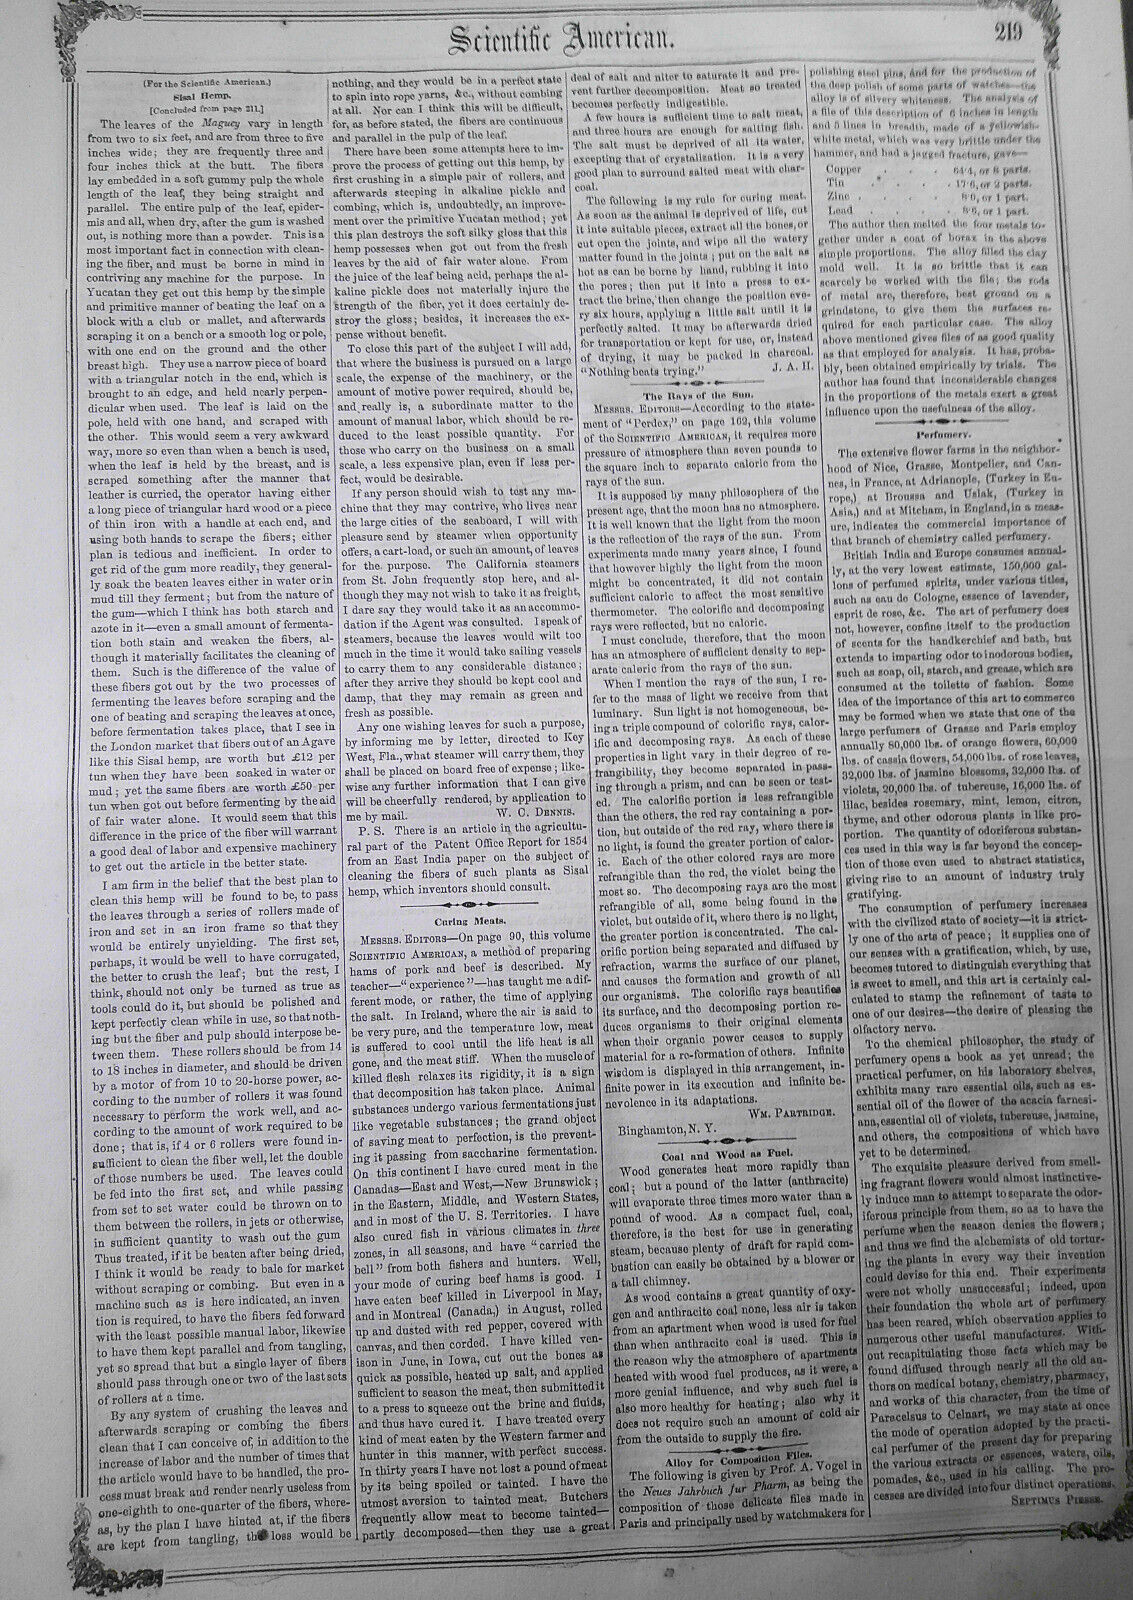 Scientific American.
219
(For the Scientific American.)
Sisal Hemp.
[Concluded from page 211.]
The leaves of the Maguey vary in length
from two to six feet, and are from three to five
inches wide; they are frequently three and
four inches thick at the butt. The fibers
lay embedded in a soft gummy pulp the whole
length of the leaf, they being straight and
parallel. The entire pulp of the leaf, epider-
mis and all, when dry, after the gum is washed
out, is nothing more than a powder. This is a
most important fact in connection with clean-
ing the fiber, and must be borne in mind in
contriving any machine for the purpose. In
Yucatan they get out this hemp by the simple
and primitive manner of beating the leaf on a
block with a club or mallet, and afterwards
scraping it on a bench or a smooth log or pole,
with one end on the ground and the other
breast high. They use a narrow piece of board
with a triangular notch in the end, which is
brought to an edge, and held nearly perpen-
dicular when used. The leaf is laid on the
pole, held with one hand, and scraped with
the other. This would seem a very awkward
way, more so even than when a bench is used,
when the leaf is held by the breast, and is
scraped something after the manner that
leather is curried, the operator having either
a long piece of triangular hard wood or a piece
of thin iron with a handle at each end, and
using both hands to scrape the fibers; either
plan is tedious and inefficient. In order to
get rid of the gum more readily, they general-
ly soak the beaten leaves either in water or in
mud till they ferment; but from the nature of
the gum—which I think has both starch and
azote in it—even a small amount of fermenta-
tion both stain and weaken the fibers, al-
though it materially facilitates the cleaning of
them. Such is the difference of the value of
these fibers got out by the two processes of
fermenting the leaves before scraping and the
one of beating and scraping the leaves at once,
before fermentation takes place, that I see in
the London market that fibers out of an Agave
like this Sisal hemp, are worth but £12 per
tun when they have been soaked in water or
mud; yet the same fibers are worth £50 per
tun when got out before fermenting by the aid
of fair water alone. It would seem that this
difference in the price of the fiber will warrant
a good deal of labor and expensive machinery
to get out the article in the better state.
I am firm in the belief that the best plan to
clean this hemp will be found to be, to pass
the leaves through a series of rollers made of
iron and set in an iron frame so that they
would be entirely unyielding. The first set,
perhaps, it would be well to have corrugated,
the better to crush the leaf; but the rest, I
think, should not only be turned as true as
tools could do it, but should be polished and
kept perfectly clean while in use, so that noth-
ing but the fiber and pulp should interpose be-
tween them. These rollers should be from 14
to 18 inches in diameter, and should be driven
by a motor of from 10 to 20-horse power, ac-
cording to the number of rollers it was found
necessary to perform the work well, and ac-
cording to the amount of work required to be
done; that is, if 4 or 6 rollers were found in-
sufficient to clean the fiber well, let the double
of those numbers be used. The leaves could
be fed into the first set, and while passing
from set to set water could be thrown on to
them between the rollers, in jets or otherwise,
in sufficient quantity to wash out the gum
Thus treated, if it be beaten after being dried,
I think it would be ready to bale for market
without scraping or combing. But even in a
machine such as is here indicated, an inven
tion is required, to have the fibers fed forward
with the least possible manual labor, likewise
to have them kept parallel and from tangling,
yet so spread that but a single layer of fibers
should pass through one or two of the last sets
of rollers at a time.
By any system of crushing the leaves and
afterwards scraping or combing the fibers
clean that I can conceive of, in addition to the
increase of labor and the number of times that
the article would have to be handled, the pro-
cess must break and render nearly useless from
one-eighth to one-quarter of the fibers, where-
as, by the plan I have hinted at, if the fibers
are kept from tangling, the loss would be
nothing, and they would be in a perfect state
to spin into rope yarns, &c., without combing
at all. Nor can I think this will be difficult,
for, as before stated, the fibers are continuous
and parallel in the pulp of the leaf.
There have been some attempts here to im-
prove the process of getting out this hemp, by
first crushing in a simple pair of rollers, and
afterwards steeping in alkaline pickle and
combing, which is, undoubtedly, an improve-
ment over the primitive Yucatan method; yet
this plan destroys the soft silky gloss that this
hemp possesses when got out from the fresh
leaves by the aid of fair water alone. From
the juice of the leaf being acid, perhaps the al-
kaline pickle does not materially injure the
strength of the fiber, yet it does certainly de-
stroy the gloss; besides, it increases the ex-
pense without benefit.
To close this part of the subject I will add,
that where the business is pursued on a large
scale, the expense of the machinery, or the
amount of motive power required, should be,
and really is, a subordinate matter to the
amount of manual labor, which should be re-
duced to the least possible quantity. For
those who carry on the business on a small
scale, a less expensive plan, even if less per-
fect, would be desirable.
If any person should wish to test any ma-
chine that they may contrive, who lives near
the large cities of the seaboard, I will with
pleasure send by steamer when opportunity
offers, a cart-load, or such an amount, of leaves
for the purpose. The California steamers
from St. John frequently stop here, and al-
though they may not wish to take it as freight,
I dare say they would take it as an accommo-
dation if the Agent was consulted. I speak of
steamers, because the leaves would wilt too
much in the time it would take sailing vessels
to carry them to any considerable distance;
after they arrive they should be kept cool and
damp, that they may remain as green and
fresh as possible.
Any one wishing leaves for such a purpose,
by informing me by letter, directed to Key
West, Fla., what steamer will carry them, they
shall be placed on board free of expense; like-
wise any further information that I can give
will be cheerfully rendered, by application to
me by mail. W. C. DENNIS.
P. S. There is an article in the agricultu-
ral part of the Patent Office Report for 1854
from an East India paper on the subject of
cleaning the fibers of such plants as Sisal
hemp, which inventors should consult.
Curing Meats.
MESSRS. EDITORS—On page 90, this volume
SCIENTIFIC AMERICAN, a method of preparing
hams of pork and beef is described. My
teacher—"experience"—has taught me a dif-
ferent mode, or rather, the time of applying
the salt. In Ireland, where the air is said to
be very pure, and the temperature low, meat
is suffered to cool until the life heat is all
gone, and the meat stiff. When the muscle of
killed flesh relaxes its rigidity, it is a sign
that decomposition has taken place. Animal
substances undergo various fermentations just
like vegetable substances; the grand object
of saving meat to perfection, is the prevent-
ing it passing from saccharine fermentation.
On this continent I have cured meat in the
Canadas—East and West,—New Brunswick;
in the Eastern, Middle, and Western States,
and in most of the U. S. Territories. I have
also cured fish in various climates in three
zones, in all seasons, and have "carried the
bell" from both fishers and hunters. Well,
your mode of curing beef hams is good. I
have eaten beef killed in Liverpool in May,
and in Montreal (Canada,) in August, rolled
up and dusted with red pepper, covered with
canvas, and then corded. I have killed ven-
ison in June, in Iowa, cut out the bones as
quick as possible, heated up salt, and applied
sufficient to season the meat, then submitted it
to a press to squeeze out the brine and fluids,
and thus have cured it. I have treated every
kind of meat eaten by the Western farmer and
hunter in this manner, with perfect success.
In thirty years I have not lost a pound of meat
by its being spoiled or tainted. I have the
utmost aversion to tainted meat. Butchers
frequently allow meat to become tainted—
partly decomposed—then they use a great
deal of salt and niter to saturate it and pre-
vent further decomposition. Meat so treated
becomes perfectly indigestible.
A few hours is sufficient time to salt meat,
and three hours are enough for salting fish.
The salt must be deprived of all its water,
excepting that of crystalization. It is a very
good plan to surround salted meat with char-
coal.
The following is my rule for curing meat.
As soon as the animal is deprived of life, cut
it into suitable pieces, extract all the bones, or
cut open the joints, and wipe all the watery
matter found in the joints; put on the salt as
hot as can be borne by hand, rubbing it into
the pores; then put it into a press to ex-
tract the brine, then change the position eve-
ry six hours, applying a little salt until it is
perfectly salted. It may be afterwards dried
for transportation or kept for use, or, instead
of drying, it may be packed in charcoal.
"Nothing beats trying." J. A. H.
The Rays of the Sun.
MESSRS. EDITORS—According to the state-
ment of "Perdex," on page 162, this volume
of the SCIENTIFIC AMERICAN, it requires more
pressure of atmosphere than seven pounds to
the square inch to separate caloric from the
rays of the sun.
It is supposed by many philosophers of the
present age, that the moon has no atmosphere.
It is well known that the light from the moon
is the reflection of the rays of the sun. From
experiments made many years since, I found
that however highly the light from the moon
might be concentrated, it did not contain
sufficient caloric to affect the most sensitive
thermometer. The colorific and decomposing
rays were reflected, but no caloric.
I must conclude, therefore, that the moon
has an atmosphere of sufficient density to sep-
arate caloric from the rays of the sun.
When I mention the rays of the sun, I re-
fer to the mass of light we receive from that
luminary. Sun light is not homogeneous, be-
ing a triple compound of colorific rays, calor-
ific and decomposing rays. As each of these
properties in light vary in their degree of re-
frangibility, they become separated in pass-
ing through a prism, and can be seen or test-
ed. The calorific portion is less refrangible
than the others, the red ray containing a por-
tion, but outside of the red ray, where there is
no light, is found the greater portion of calor-
ic. Each of the other colored rays are more
refrangible than the red, the violet being the
most so. The decomposing rays are the most
refrangible of all, some being found in the
violet, but outside of it, where there is no light,
the greater portion is concentrated. The cal-
orific portion being separated and diffused by
refraction, warms the surface of our planet,
and causes the formation and growth of all
our organisms. The colorific rays beautifies
its surface, and the decomposing portion re-
duces organisms to their original elements
when their organic power ceases to supply
material for a re-formation of others. Infinite
wisdom is displayed in this arrangement, in-
finite power in its execution and infinite be-
nevolence in its adaptations.
WM. PARTRIDGE.
Binghamton, N. Y.
Coal and Wood as Fuel.
Wood generates heat more rapidly than
coal; but a pound of the latter (anthracite)
will evaporate three times more water than a
pound of wood. As a compact fuel, coal,
therefore, is the best for use in generating
steam, because plenty of draft for rapid com-
bustion can easily be obtained by a blower or
a tall chimney.
As wood contains a great quantity of oxy-
gen and anthracite coal none, less air is taken
from an apartment when wood is used for fuel
than when anthracite coal is used. This is
the reason why the atmosphere of apartments
heated with wood fuel produces, as it were, a
more genial influence, and why such fuel is
also more healthy for heating; also why it
does not require such an amount of cold air
from the outside to supply the fire.
Alloy for Composition Files.
The following is given by Prof. A. Vogel in
the Neues Jahrbuch fur Pharm, as being the
composition of those delicate files made in
Paris and principally used by watchmakers for
polishing steel pins, and for the production of
the deep polish of some parts of watches—the
alloy is of silvery whiteness. The analysis of
a file of this description of 6 inches in length
and 5 lines in breadth, made of a yellowish-
white metal, which was very brittle under the
hammer, and had a jagged fracture, gave—
Copper . . . . 64·4, or 8 parts.
Tin . . . . 17·6, or 2 parts.
Zinc . . . . or 1 part.
Lead . . . . 8·6, or 1 part.
The author then melted the four metals to-
gether under a coat of borax in the above
simple proportions. The alloy filled the clay
mold well. It is so brittle that it can
scarcely be worked with the file; the rods
of metal are, therefore, best ground on a
grindstone, to give them the surfaces re-
quired for each particular case. The alloy
above mentioned gives files of as good quality
as that employed for analysis. It has, proba-
bly, been obtained empirically by trials. The
author has found that inconsiderable changes
in the proportions of the metals exert a great
influence upon the usefulness of the alloy.
Perfumery.
The extensive flower farms in the neighbor-
hood of Nice, Grasse, Montpelier, and Can-
nes, in France, at Adrianople, (Turkey in Eu-
rope,) at Broussa and Uslak, (Turkey in
Asia,) and at Mitcham, in England, in a meas-
ure, indicates the commercial importance of
that branch of chemistry called perfumery.
British India and Europe consumes annual-
ly, at the very lowest estimate, 150,000 gal-
lons of perfumed spirits, under various titles,
such as eau de Cologne, essence of lavender,
esprit de rose, &c. The art of perfumery does
not, however, confine itself to the production
of scents for the handkerchief and bath, but
extends to imparting odor to inodorous bodies,
such as soap, oil, starch, and grease, which are
consumed at the toilette of fashion. Some
idea of the importance of this art to commerce
may be formed when we state that one of the
large perfumers of Grasse and Paris employ
annually 80,000 lbs. of orange flowers, 60,000
lbs. of cassia flowers, 54,000 lbs. of rose leaves,
32,000 lbs. of jasmine blossoms, 32,000 lbs. of
violets, 20,000 lbs. of tubereuse, 16,000 lbs. of
lilac, besides rosemary, mint, lemon, citron,
thyme, and other odorous plants in like pro-
portion. The quantity of odoriferous substan-
ces used in this way is far beyond the concep-
tion of those even used to abstract statistics,
giving rise to an amount of industry truly
gratifying.
The consumption of perfumery increases
with the civilized state of society—it is strict-
ly one of the arts of peace; it supplies one of
our senses with a gratification, which, by use,
becomes tutored to distinguish everything that
is sweet to smell, and this art is certainly cal-
culated to stamp the refinement of taste to
one of our desires—the desire of pleasing the
olfactory nerve.
To the chemical philosopher, the study of
perfumery opens a book as yet unread; the
practical perfumer, on his laboratory shelves,
exhibits many rare essential oils, such as es-
sential oil of the flower of the acacia farnesi-
ana, essential oil of violets, tubereuse, jasmine,
and others, the compositions of which have
yet to be determined.
The exquisite pleasure derived from smell-
ing fragrant flowers would almost instinctive-
ly induce man to attempt to separate the odor-
iferous principle from them, so as to have the
perfume when the season denies the flowers;
and thus we find the alchemists of old tortur-
ing the plants in every way their invention
could devise for this end. Their experiments
were not wholly unsuccessful; indeed, upon
their foundation the whole art of perfumery
has been reared, which observation applies to
numerous other useful manufactures. With-
out recapitulating those facts which may be
found diffused through nearly all the old au-
thors on medical botany, chemistry, pharmacy,
and works of this character, from the time of
Paracelsus to Celnart, we may state at once
the mode of operation adopted by the practi-
cal perfumer of the present day for preparing
the various extracts or essences, waters, oils,
pomades, &c., used in his calling. The pro-
cesses are divided into four distinct operations.
SEPTIMUS PIESSE.